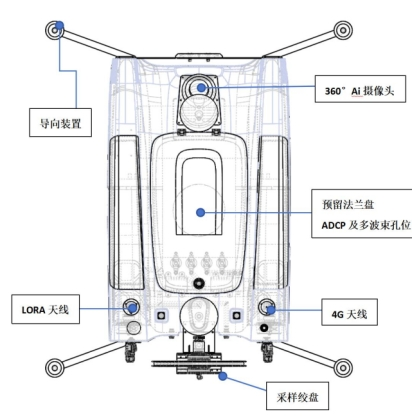 360° Ai 摄像头
导向装置
预留法兰盘
ADCP 及多波束孔位
LORA 天线
4G 天线
采样绞盘